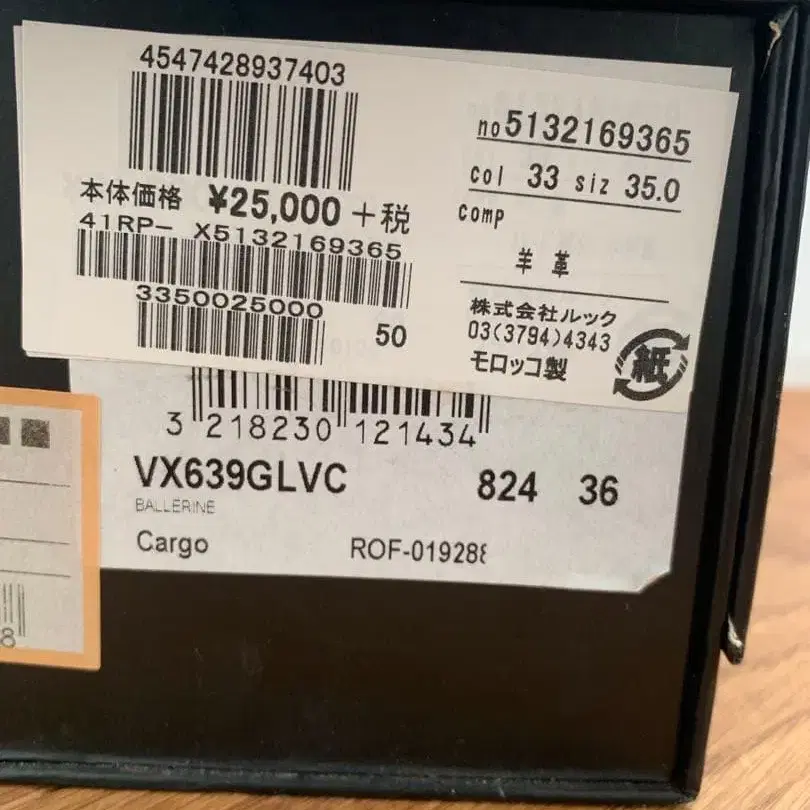 4547428937403
本体価格 ¥25,000+税
41RP- X5132169365
3350025000
50
no5132169365
col 33 siz 35.0
comp
羊 革
株式会社ルック
03(3794)4343
モロッコ製
紙
3 218230 121434
VX639GLVC 824 36
BALLERINE
Cargo ROF-019288
8